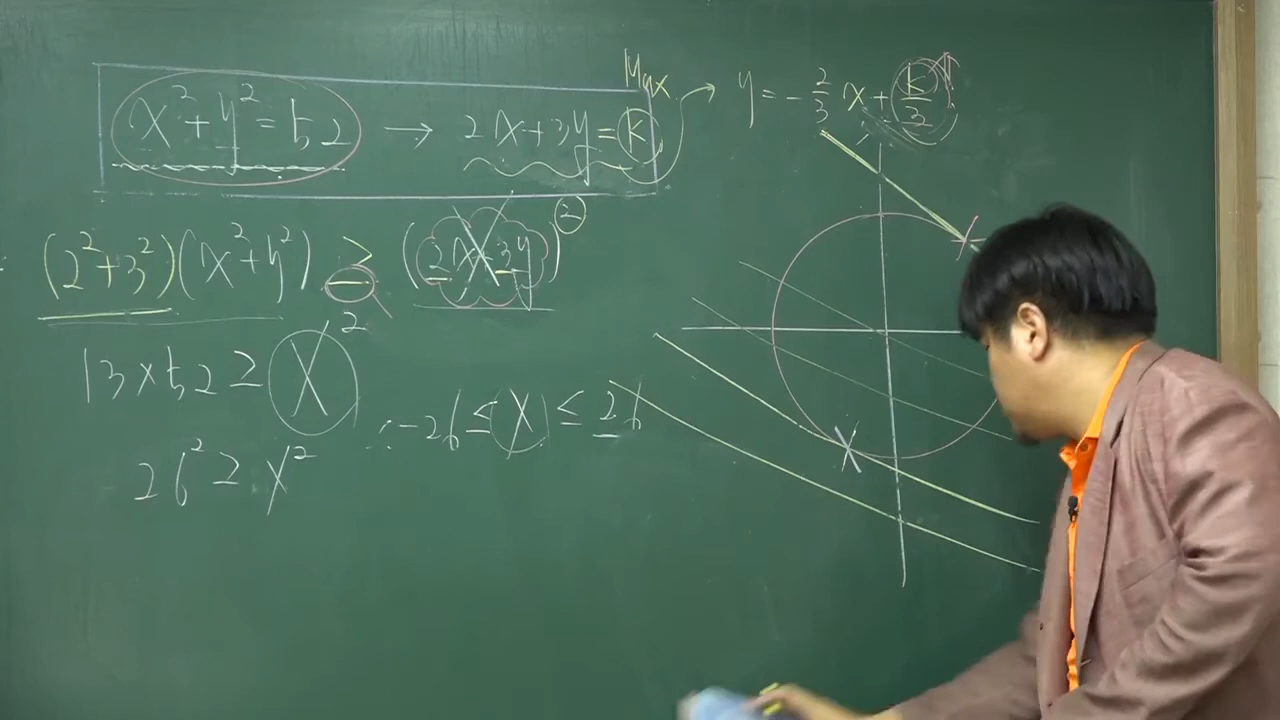 Max
x²+y²=52 → 2x+3y=k
y=-2/3 x+k/3
(2²+3²)(x²+y²) ≥ (2x+3y)²
13×52≥X²
∴-26≤X≤26
26²≥X²